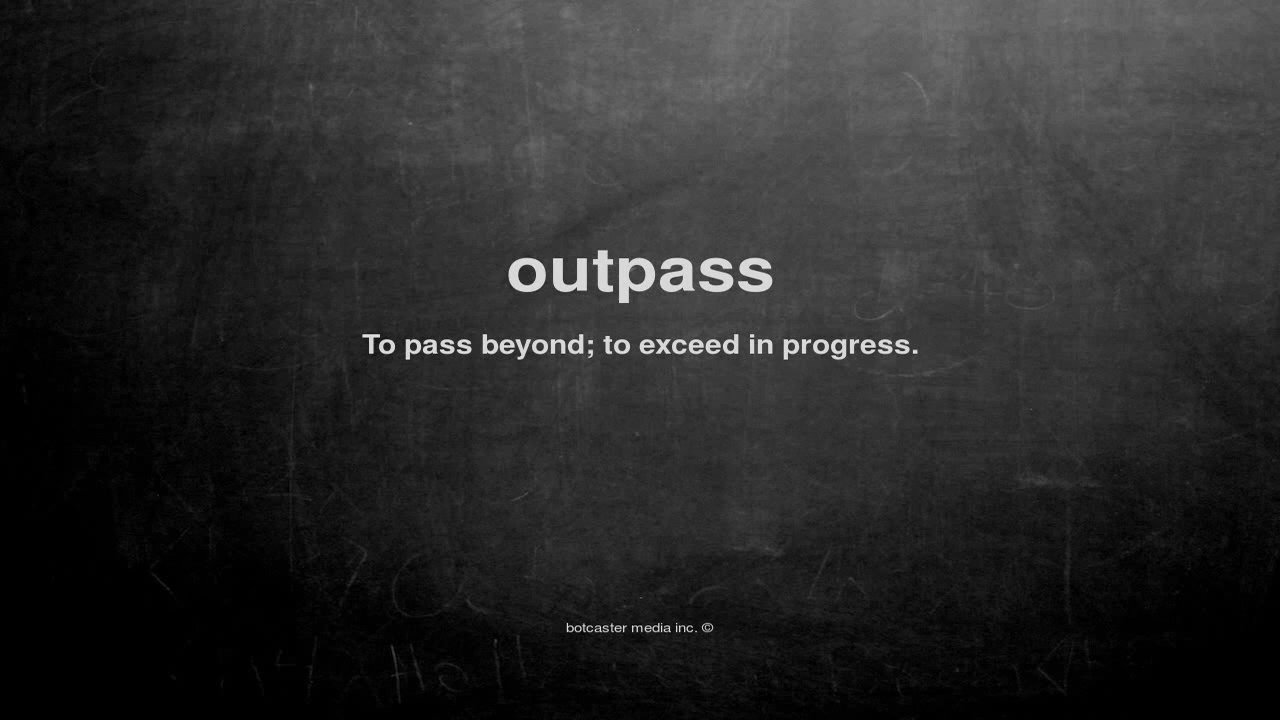 outpass
To pass beyond; to exceed in progress.
botcaster media inc. ©